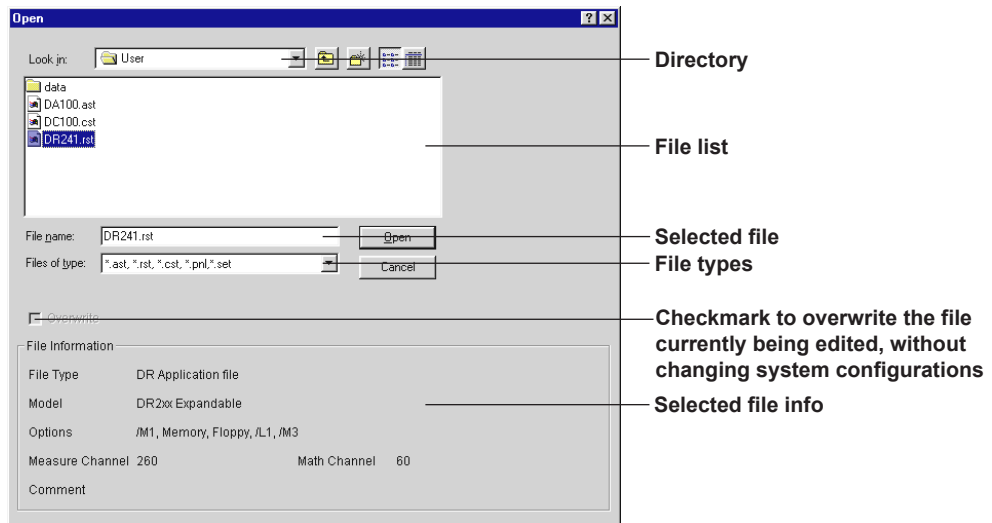 Open
Look in: User
Directory
data
DA100.ast
DC100.cst
DR241.rst
File list
File name: DR241.rst Open
Selected file
Files of type: *.ast, *.rst, *.cst, *.pnl,*.set Cancel
File types
Overwrite
Checkmark to overwrite the file
currently being edited, without
changing system configurations
File Information
File Type DR Application file
Model DR2xx Expandable
Selected file info
Options /M1, Memory, Floppy, /L1, /M3
Measure Channel 260 Math Channel 60
Comment